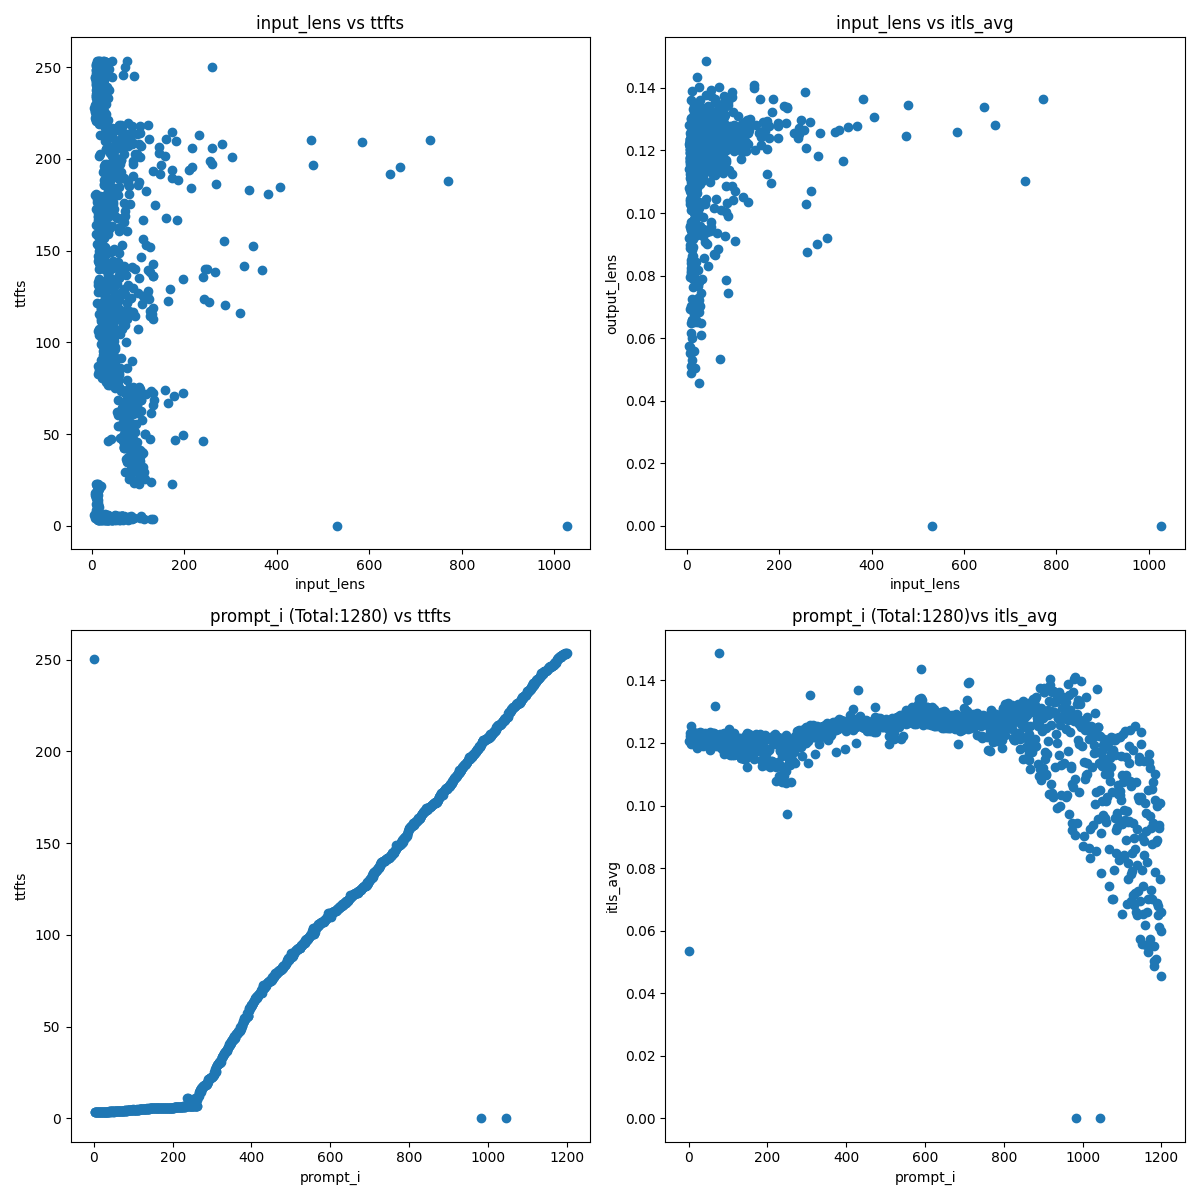 input_lens vs ttfts
250
200
150
100
50
0
ttfts
0 200 400 600 800 1000
input_lens
input_lens vs itls_avg
0.14
0.12
0.10
0.08
0.06
0.04
0.02
0.00
output_lens
0 200 400 600 800 1000
input_lens
prompt_i (Total:1280) vs ttfts
250
200
150
100
50
0
ttfts
0 200 400 600 800 1000 1200
prompt_i
prompt_i (Total:1280)vs itls_avg
0.14
0.12
0.10
0.08
0.06
0.04
0.02
0.00
itls_avg
0 200 400 600 800 1000 1200
prompt_i